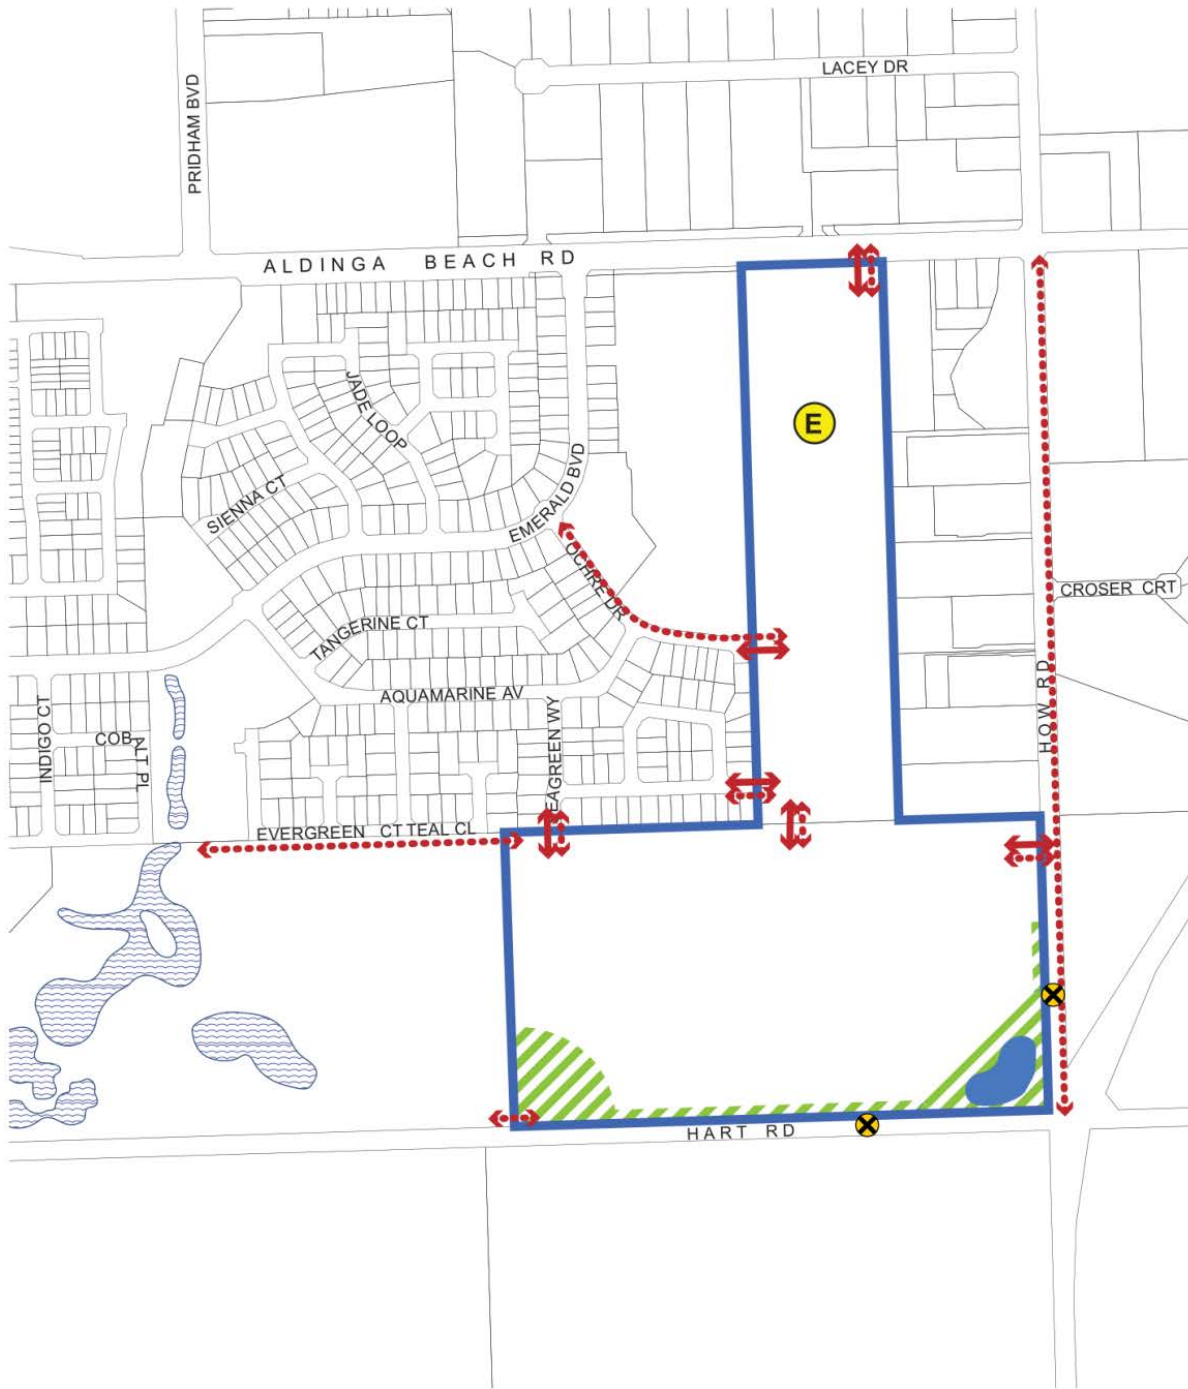 LACEY DR
PRIDHAM BVD
ALDINGA BEACH RD
E
JADE LOOP
SIENNA CT
EMERALD BVD
OCHRE DR
CROSER CRT
TANGERINE CT
HOW RD
AQUAMARINE AV
INDIGO CT
COBALT PL
EAGREEN WY
EVERGREEN CT TEAL CL
HART RD